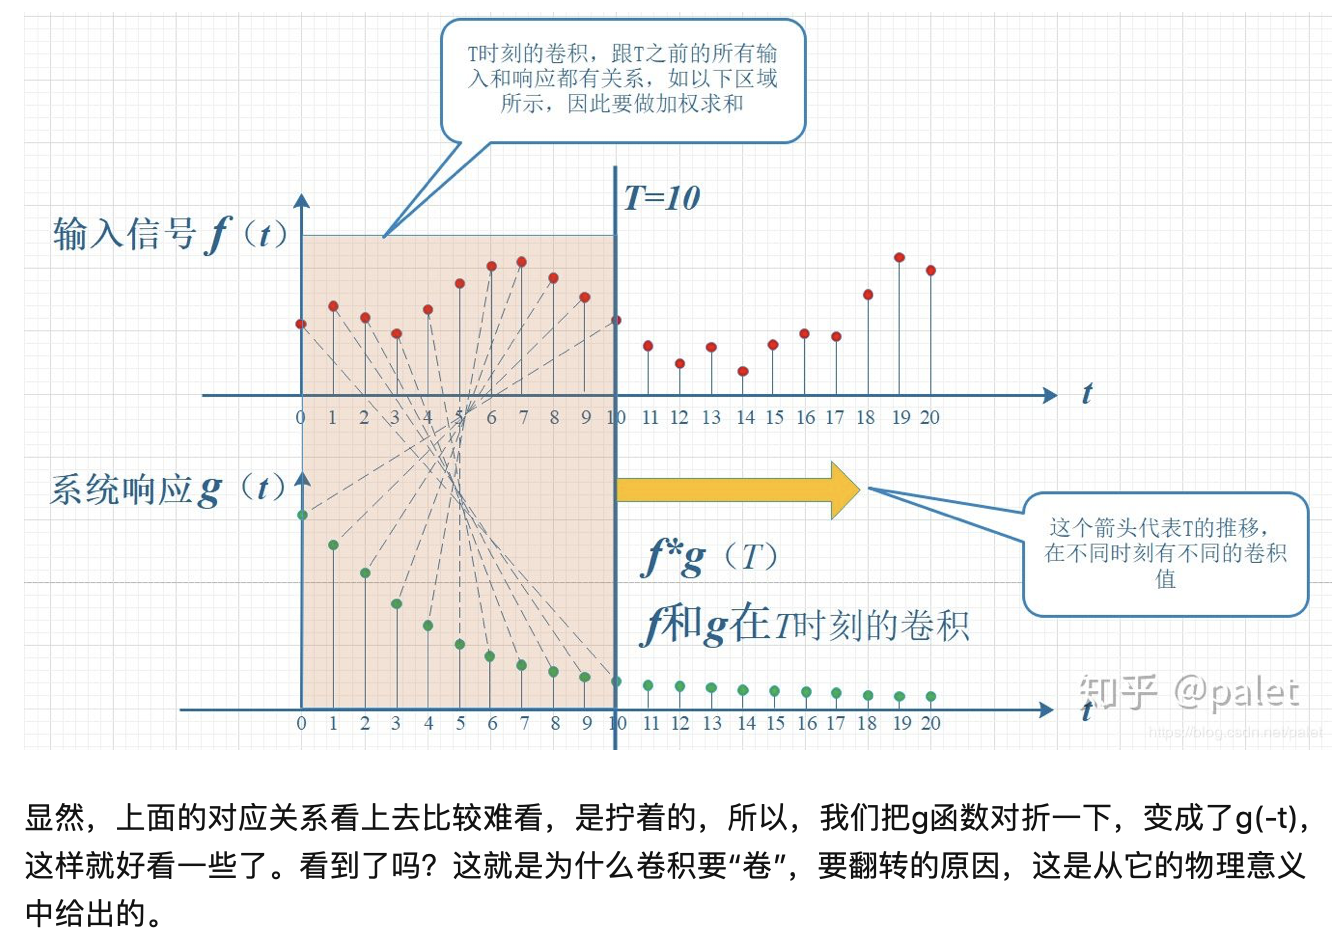 T时刻的卷积，跟T之前的所有输
入和响应都有关系，如以下区域
所示，因此要做加权求和
T=10
输入信号 f（t）
t
0 1 2 3 4 5 6 7 8 9 10 11 12 13 14 15 16 17 18 19 20
系统响应 g（t）
这个箭头代表T的推移，
在不同时刻有不同的卷积
值
f*g（T）
f和g在T时刻的卷积
知乎 @palet
t
0 1 2 3 4 5 6 7 8 9 10 11 12 13 14 15 16 17 18 19 20
https://blog.csdn.net/palet
显然，上面的对应关系看上去比较难看，是拧着的，所以，我们把g函数对折一下，变成了g(-t)，
这样就好看一些了。看到了吗？这就是为什么卷积要“卷”，要翻转的原因，这是从它的物理意义
中给出的。